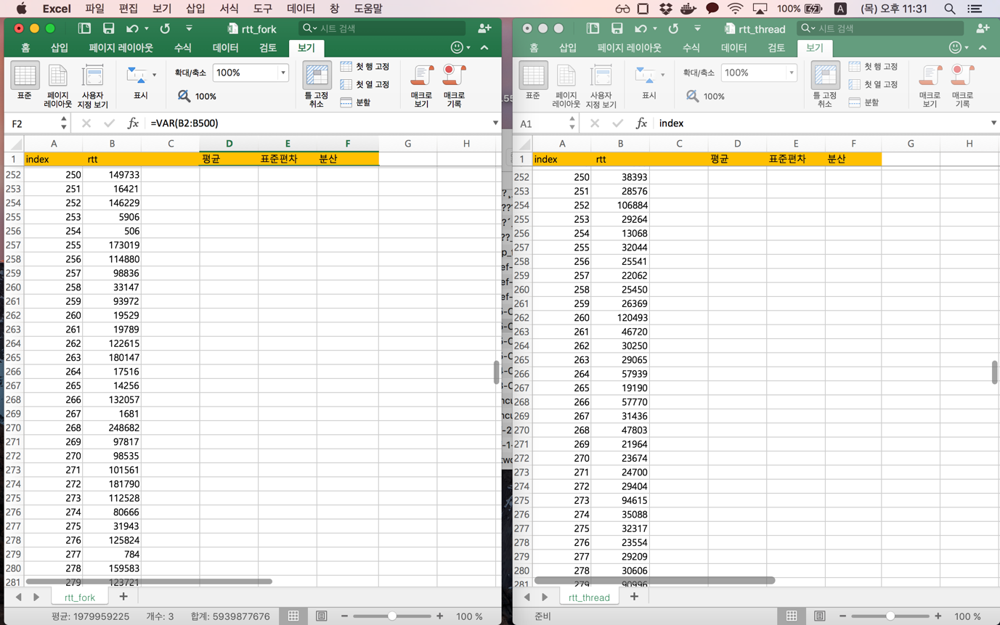 Excel 파일 편집 보기 삽입 서식 도구 데이터 창 도움말 100% A (목) 오후 11:31
rtt_fork 시트 검색
홈 삽입 페이지 레이아웃 수식 데이터 검토 보기
표준 페이지 레이아웃 사용자 지정 보기 표시 확대/축소 100% 100% 틀 고정 취소 첫 행 고정 첫 열 고정 분할 매크로 보기 매크로 기록
F2 fx =VAR(B2:B500)
A B C D E F G H
1 index rtt 평균 표준편차 분산
252 250 149733
253 251 16421
254 252 146229
255 253 5906
256 254 506
257 255 173019
258 256 114880
259 257 98836
260 258 33147
261 259 93972
262 260 19529
263 261 19789
264 262 122615
265 263 180147
266 264 17516
267 265 14256
268 266 132057
269 267 1681
270 268 248682
271 269 97817
272 270 98535
273 271 101561
274 272 181790
275 273 112528
276 274 80666
277 275 31943
278 276 125824
279 277 784
280 278 159583
281 279 123721
rtt_fork
평균: 1979959225 개수: 3 합계: 5939877676 100 %
rtt_thread 시트 검색
홈 삽입 페이지 레이아웃 수식 데이터 검토 보기
표준 페이지 레이아웃 사용자 지정 보기 표시 확대/축소 100% 100% 틀 고정 취소 첫 행 고정 첫 열 고정 분할 매크로 보기 매크로 기록
A1 fx index
A B C D E F G H
1 index rtt 평균 표준편차 분산
252 250 38393
253 251 28576
254 252 106884
255 253 29264
256 254 13068
257 255 32044
258 256 25541
259 257 22062
260 258 25450
261 259 26369
262 260 120493
263 261 46720
264 262 30250
265 263 29065
266 264 57939
267 265 19190
268 266 57770
269 267 31436
270 268 47803
271 269 21964
272 270 23674
273 271 24700
274 272 29404
275 273 94615
276 274 35088
277 275 32317
278 276 23554
279 277 29209
280 278 30606
281 279 90996
rtt_thread
준비 100 %